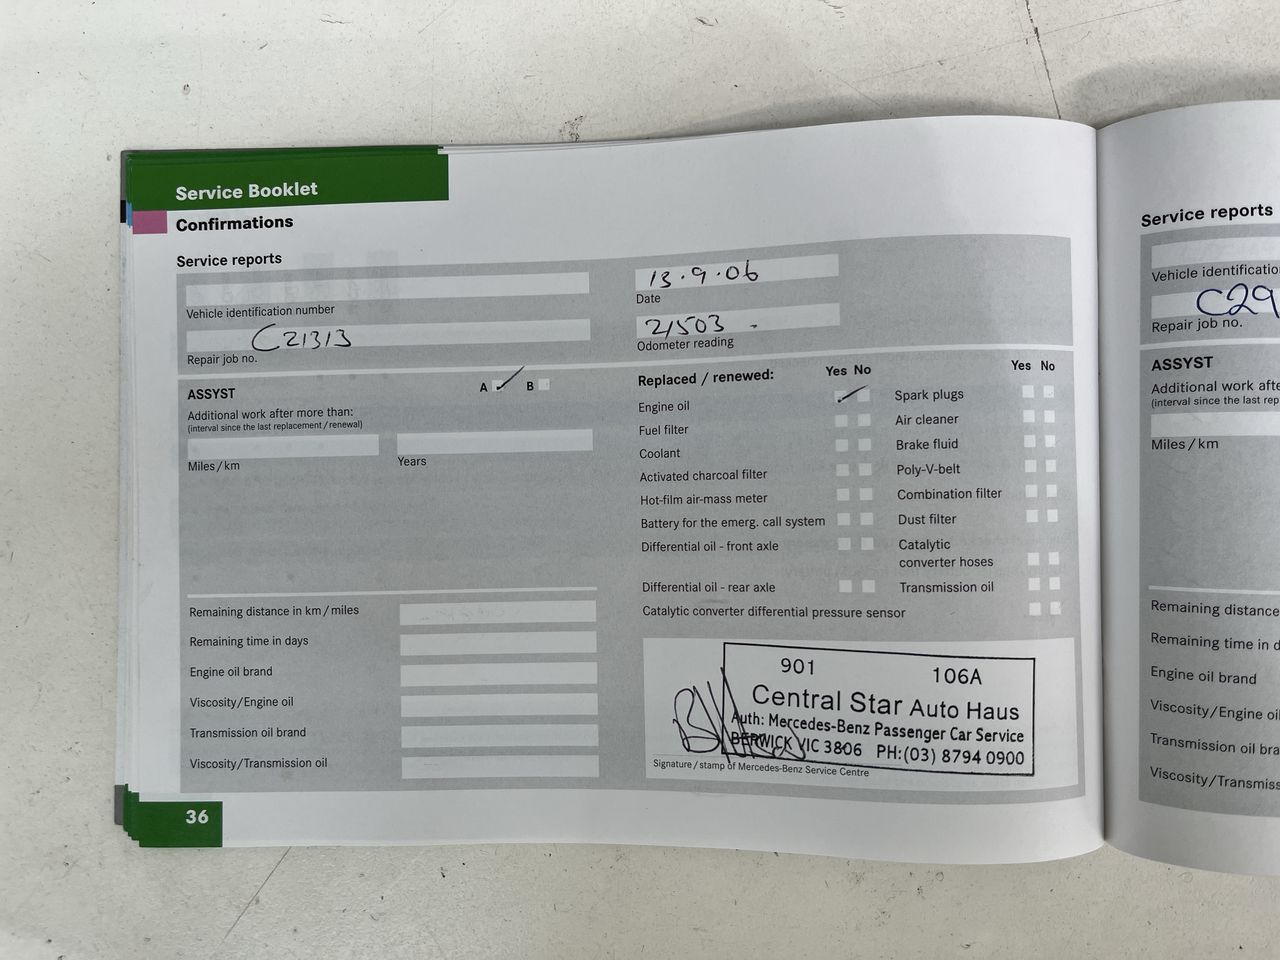 Service Booklet
Confirmations
Service reports
Vehicle identification number
C21313
Repair job no.
13.9.06
Date
21503 -
Odometer reading
ASSYST
A B
Additional work after more than:
(interval since the last replacement / renewal)
Miles / km
Years
Replaced / renewed:
Yes No
Engine oil
Fuel filter
Coolant
Activated charcoal filter
Hot-film air-mass meter
Battery for the emerg. call system
Differential oil - front axle
Differential oil - rear axle
Catalytic converter differential pressure sensor
Yes No
Spark plugs
Air cleaner
Brake fluid
Poly-V-belt
Combination filter
Dust filter
Catalytic
converter hoses
Transmission oil
Remaining distance in km / miles
Remaining time in days
Engine oil brand
Viscosity/Engine oil
Transmission oil brand
Viscosity/Transmission oil
901 106A
Central Star Auto Haus
Auth: Mercedes-Benz Passenger Car Service
BERWICK VIC 3806 PH:(03) 8794 0900
Signature / stamp of Mercedes-Benz Service Centre
36
Service reports
Vehicle identificatio
C29
Repair job no.
ASSYST
Additional work afte
(interval since the last rep
Miles / km
Remaining distance
Remaining time in d
Engine oil brand
Viscosity/Engine oil
Transmission oil bra
Viscosity/Transmiss